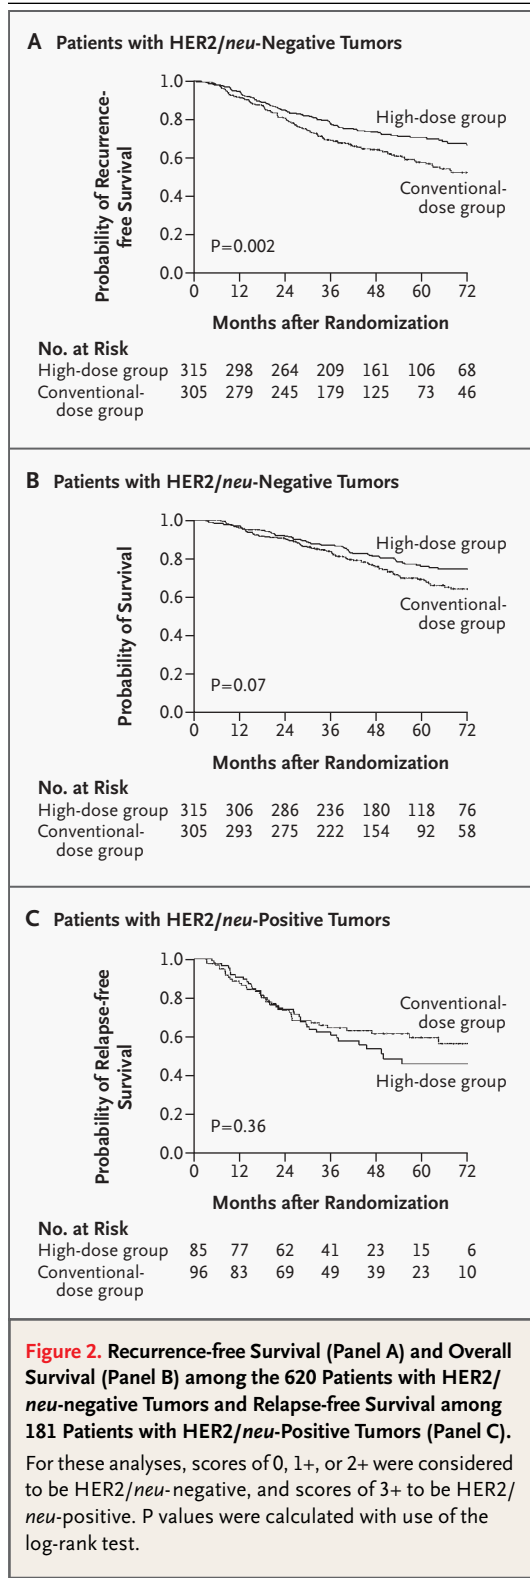 A Patients with HER2/neu-Negative Tumors
Probability of Recurrence-
free Survival
1.0
0.8
0.6
0.4
0.2
0.0
High-dose group
Conventional-
dose group
P=0.002
0 12 24 36 48 60 72
Months after Randomization
No. at Risk
High-dose group 315 298 264 209 161 106 68
Conventional- 305 279 245 179 125 73 46
dose group
B Patients with HER2/neu-Negative Tumors
Probability of Survival
1.0
0.8
0.6
0.4
0.2
0.0
High-dose group
Conventional-
dose group
P=0.07
0 12 24 36 48 60 72
Months after Randomization
No. at Risk
High-dose group 315 306 286 236 180 118 76
Conventional- 305 293 275 222 154 92 58
dose group
C Patients with HER2/neu-Positive Tumors
Probability of Relapse-free
Survival
1.0
0.8
0.6
0.4
0.2
0.0
Conventional-
dose group
High-dose group
P=0.36
0 12 24 36 48 60 72
Months after Randomization
No. at Risk
High-dose group 85 77 62 41 23 15 6
Conventional- 96 83 69 49 39 23 10
dose group
Figure 2. Recurrence-free Survival (Panel A) and Overall
Survival (Panel B) among the 620 Patients with HER2/
neu-negative Tumors and Relapse-free Survival among
181 Patients with HER2/neu-Positive Tumors (Panel C).
For these analyses, scores of 0, 1+, or 2+ were considered
to be HER2/neu-negative, and scores of 3+ to be HER2/
neu-positive. P values were calculated with use of the
log-rank test.